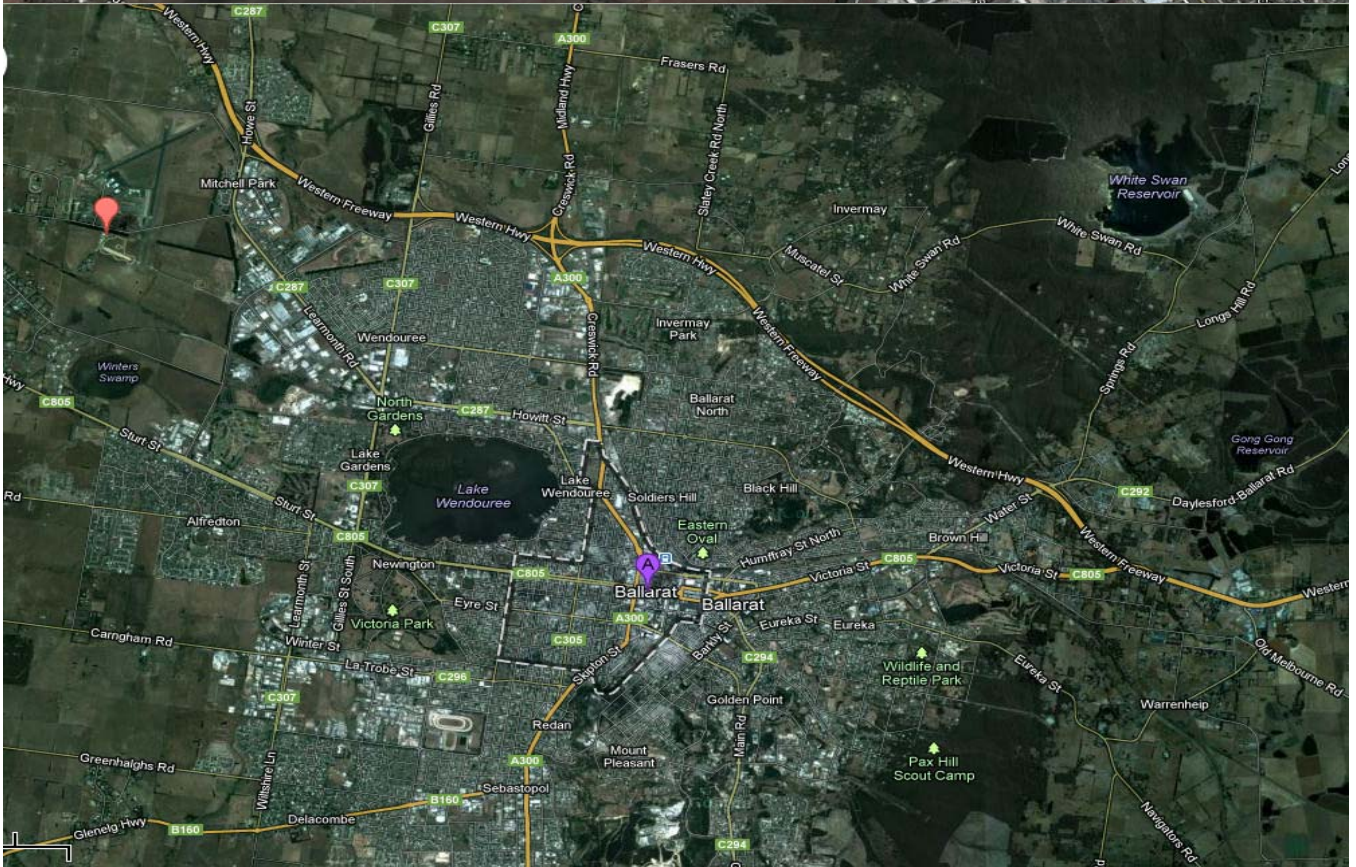 C287
C307
A300
C
Western Hwy
Howe St
Gillies Rd
Midland Hwy
Frasers Rd
Creswick Rd
Slatey Creek Rd North
Mitchell Park
Western Freeway
Western Hwy
Invermay
White Swan
Reservoir
Muscatel St
White Swan Rd
White Swan Rd
Western Hwy
C287
C307
A300
Longs Hill Rd
Learmonth Rd
Wendouree
Creswick Rd
Invermay
Park
Western Freeway
Springs Rd
Winters
Swamp
Hwy
C805
North
Gardens
C287
Howitt St
Ballarat
North
Sturt St
Lake
Gardens
Gong Gong
Reservoir
Western Hwy
C307
Lake
Wendouree
Lake
Wendouree
Soldiers Hill
Black Hill
C292
Daylesford-Ballarat Rd
Rd
Sturt St
Alfredton
Water St
Eastern
Oval
C805
Humffray St North
Brown Hill
Western Freeway
Newington
C805
A
C805
Victoria St
Victoria St
C805
Western
Learmonth St
Gillies St South
Eyre St
Ballarat
Ballarat
Victoria Park
A300
Barkly St
Eureka St
Eureka
Carngham Rd
Winter St
C305
La Trobe St
C296
Skipton St
C294
Wildlife and
Reptile Park
Eureka St
Old Melbourne Rd
C307
Golden Point
Warrenheip
Redan
Main Rd
Mount
Pleasant
Greenhalghs Rd
Wiltshire Ln
A300
Pax Hill
Scout Camp
Sebastopol
B160
Delacombe
Navigators Rd
Glenelg Hwy
B160
C294